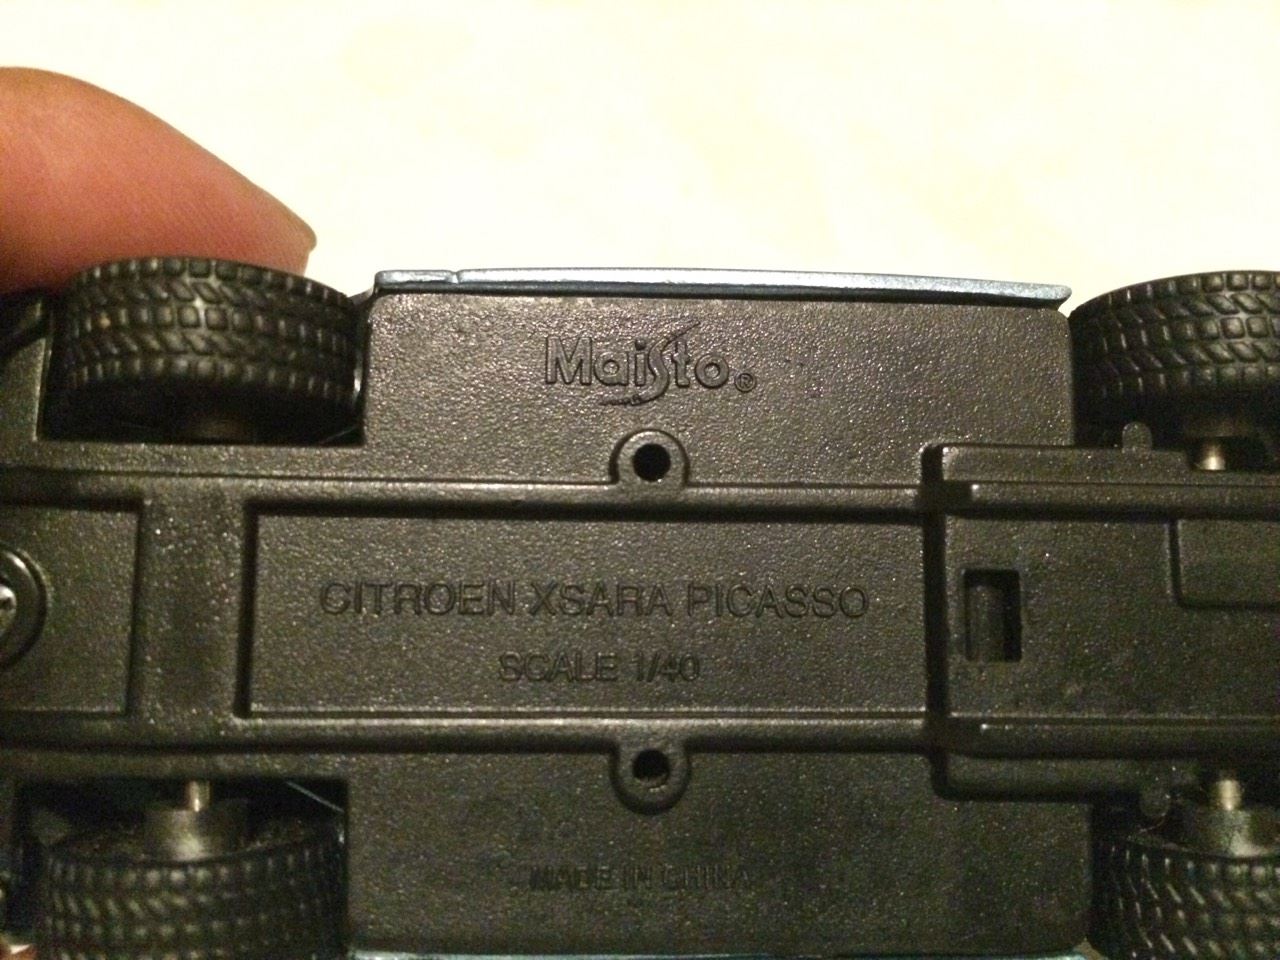 Maisto®
CITROEN XSARA PICASSO
SCALE 1/40
MADE IN CHINA